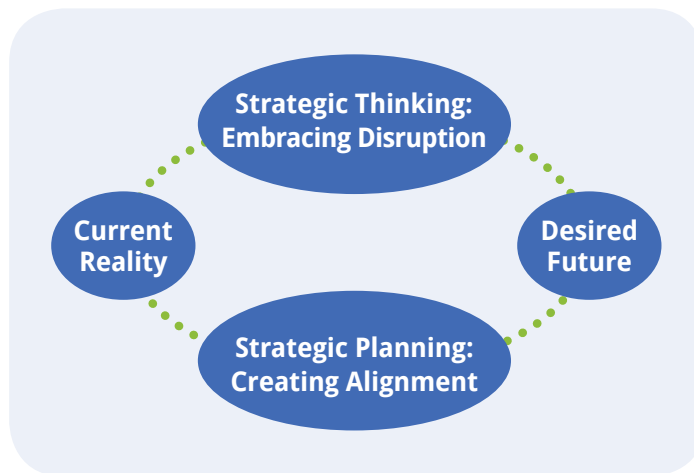 Strategic Thinking:
Embracing Disruption
Current
Reality
Desired
Future
Strategic Planning:
Creating Alignment